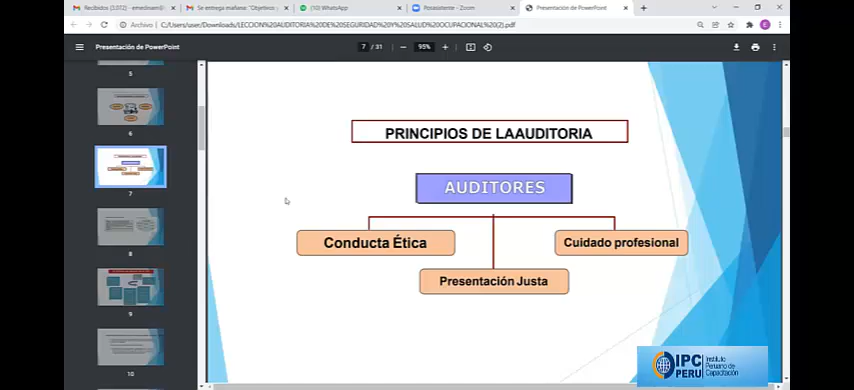 Recibidos (3,072) - emedinsem@
Se entrega mañana: "Objetivos
(10) WhatsApp
Posasistente - Zoom
Presentación de PowerPoint
Archivo
C:/Users/user/Downloads/LECCION%20AUDITORIA%20DE%20SEGURIDAD%20Y%20SALUD%20OCUPACIONAL%20(2).pdf
E
Presentación de PowerPoint
7 / 31
95%
5
6
7
8
9
10
PRINCIPIOS DE LAAUDITORIA
AUDITORES
Conducta Ética
Cuidado profesional
Presentación Justa
IPC
PERU
Instituto
Peruano de
Capacitación